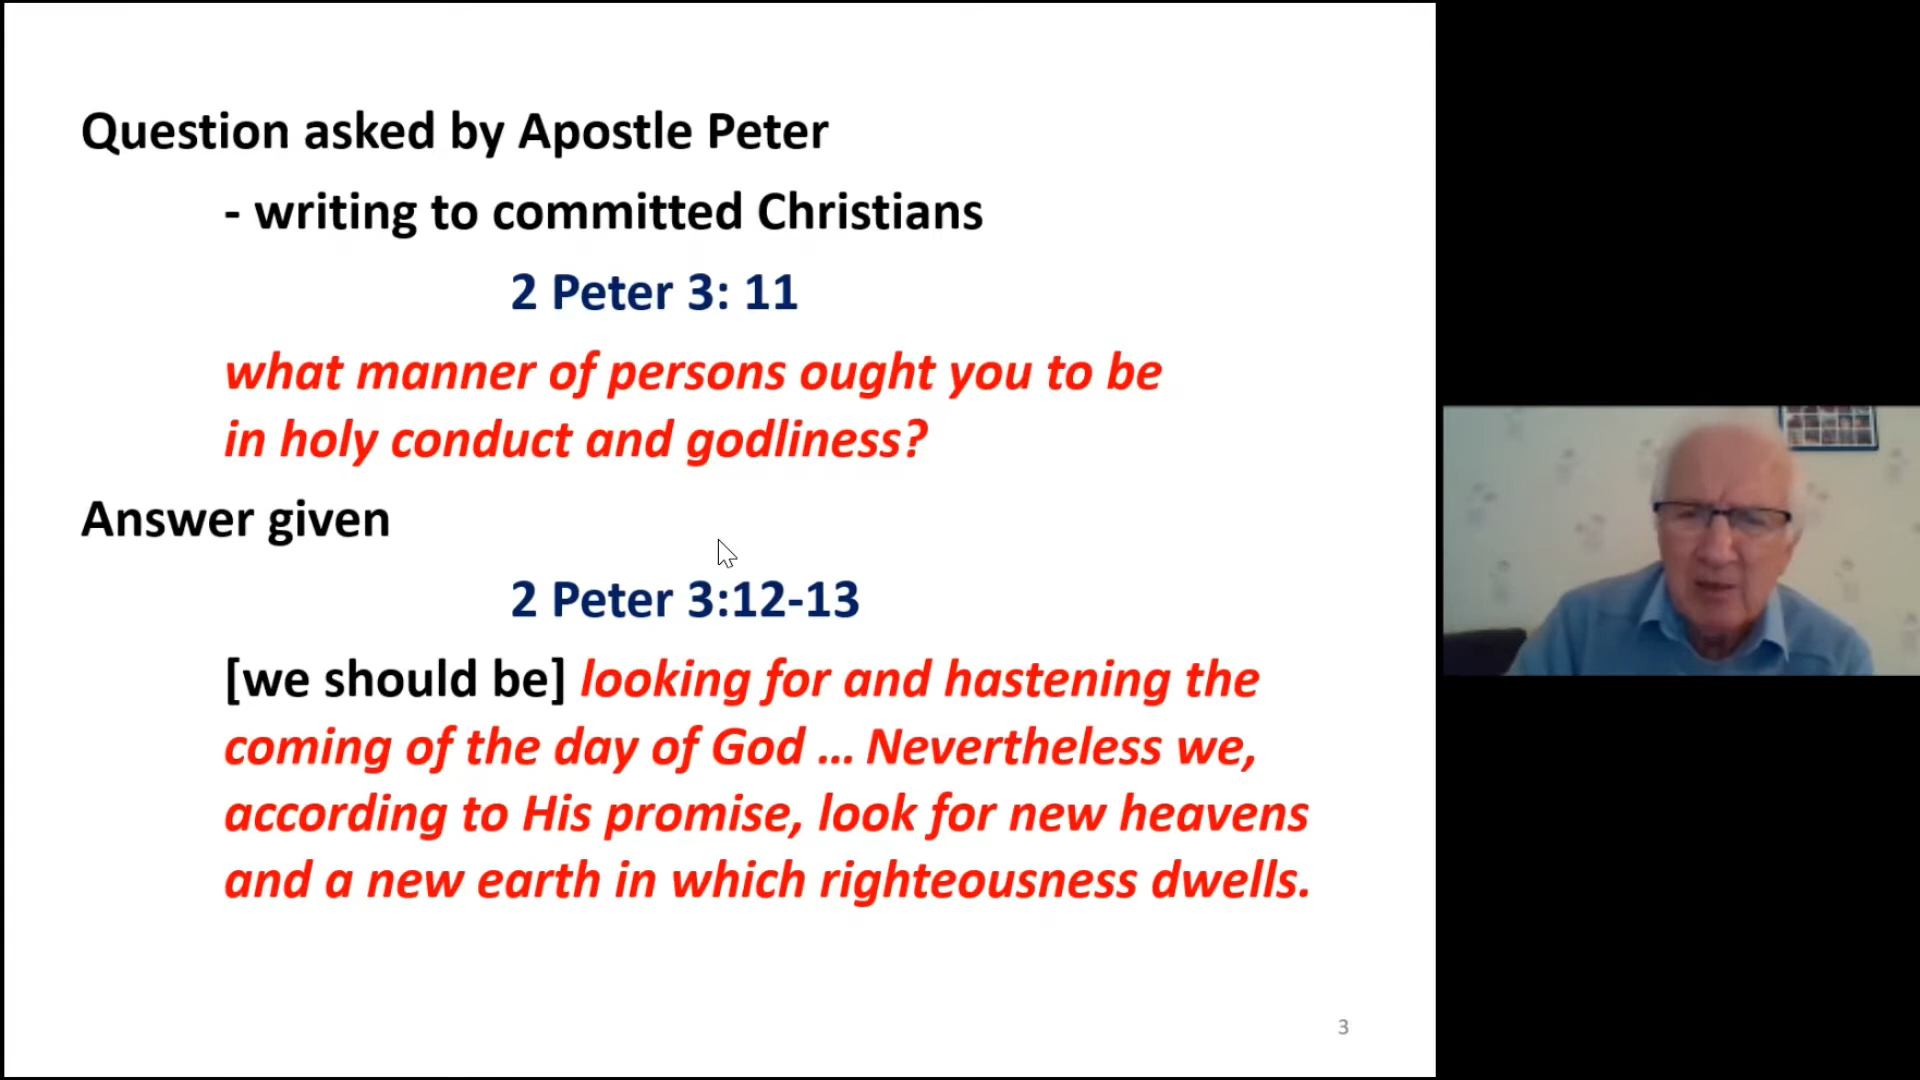 Question asked by Apostle Peter
- writing to committed Christians
2 Peter 3: 11
what manner of persons ought you to be
in holy conduct and godliness?
Answer given
2 Peter 3:12-13
[we should be] looking for and hastening the
coming of the day of God ... Nevertheless we,
according to His promise, look for new heavens
and a new earth in which righteousness dwells.
3